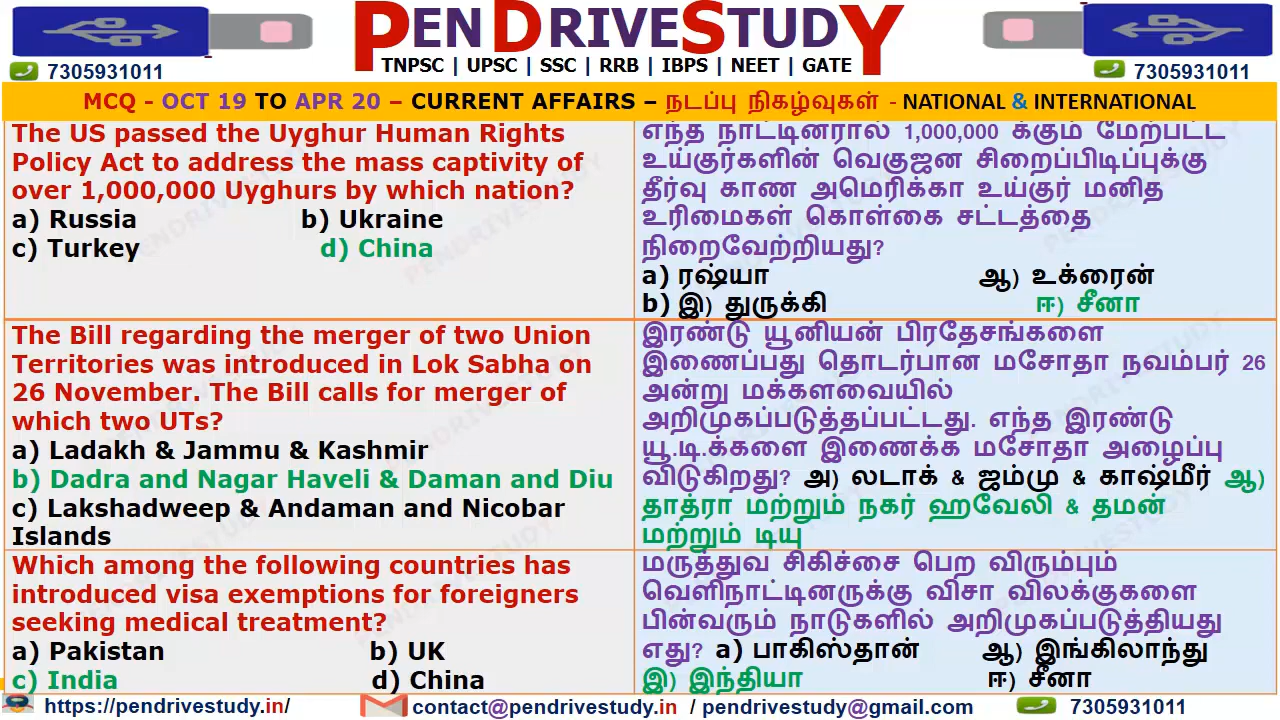 PENDRIVESTUDY
TNPSC | UPSC | SSC | RRB | IBPS | NEET | GATE
7305931011
7305931011
MCQ - OCT 19 TO APR 20 – CURRENT AFFAIRS – நடப்பு நிகழ்வுகள் - NATIONAL & INTERNATIONAL
The US passed the Uyghur Human Rights
Policy Act to address the mass captivity of
over 1,000,000 Uyghurs by which nation?
a) Russia b) Ukraine
c) Turkey d) China
எந்த நாட்டினரால் 1,000,000 க்கும் மேற்பட்ட
உய்குர்களின் வெகுஜன சிறைப்பிடிப்புக்கு
தீர்வு காண அமெரிக்கா உய்குர் மனித
உரிமைகள் கொள்கை சட்டத்தை
நிறைவேற்றியது?
a) ரஷ்யா ஆ) உக்ரைன்
b) இ) துருக்கி ஈ) சீனா
The Bill regarding the merger of two Union
Territories was introduced in Lok Sabha on
26 November. The Bill calls for merger of
which two UTs?
a) Ladakh & Jammu & Kashmir
b) Dadra and Nagar Haveli & Daman and Diu
c) Lakshadweep & Andaman and Nicobar
Islands
இரண்டு யூனியன் பிரதேசங்களை
இணைப்பது தொடர்பான மசோதா நவம்பர் 26
அன்று மக்களவையில்
அறிமுகப்படுத்தப்பட்டது. எந்த இரண்டு
யூ.டி.க்களை இணைக்க மசோதா அழைப்பு
விடுகிறது? அ) லடாக் & ஜம்மு & காஷ்மீர் ஆ)
தாத்ரா மற்றும் நகர் ஹவேலி & தமன்
மற்றும் டியு
Which among the following countries has
introduced visa exemptions for foreigners
seeking medical treatment?
a) Pakistan b) UK
c) India d) China
மருத்துவ சிகிச்சை பெற விரும்பும்
வெளிநாட்டினருக்கு விசா விலக்குகளை
பின்வரும் நாடுகளில் அறிமுகப்படுத்தியது
எது? a) பாகிஸ்தான் ஆ) இங்கிலாந்து
இ) இந்தியா ஈ) சீனா
https://pendrivestudy.in/ contact@pendrivestudy.in / pendrivestudy@gmail.com 7305931011